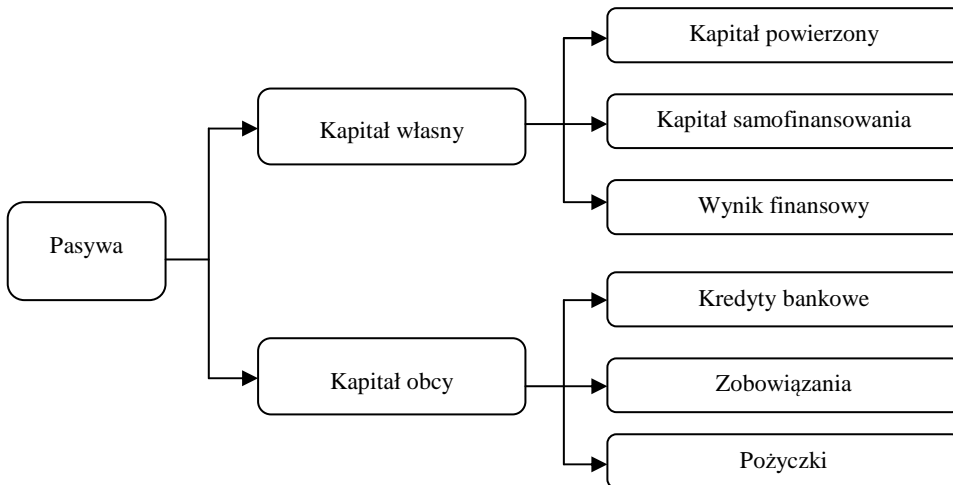 Pasywa
Kapitał własny
Kapitał powierzony
Kapitał samofinansowania
Wynik finansowy
Kapitał obcy
Kredyty bankowe
Zobowiązania
Pożyczki